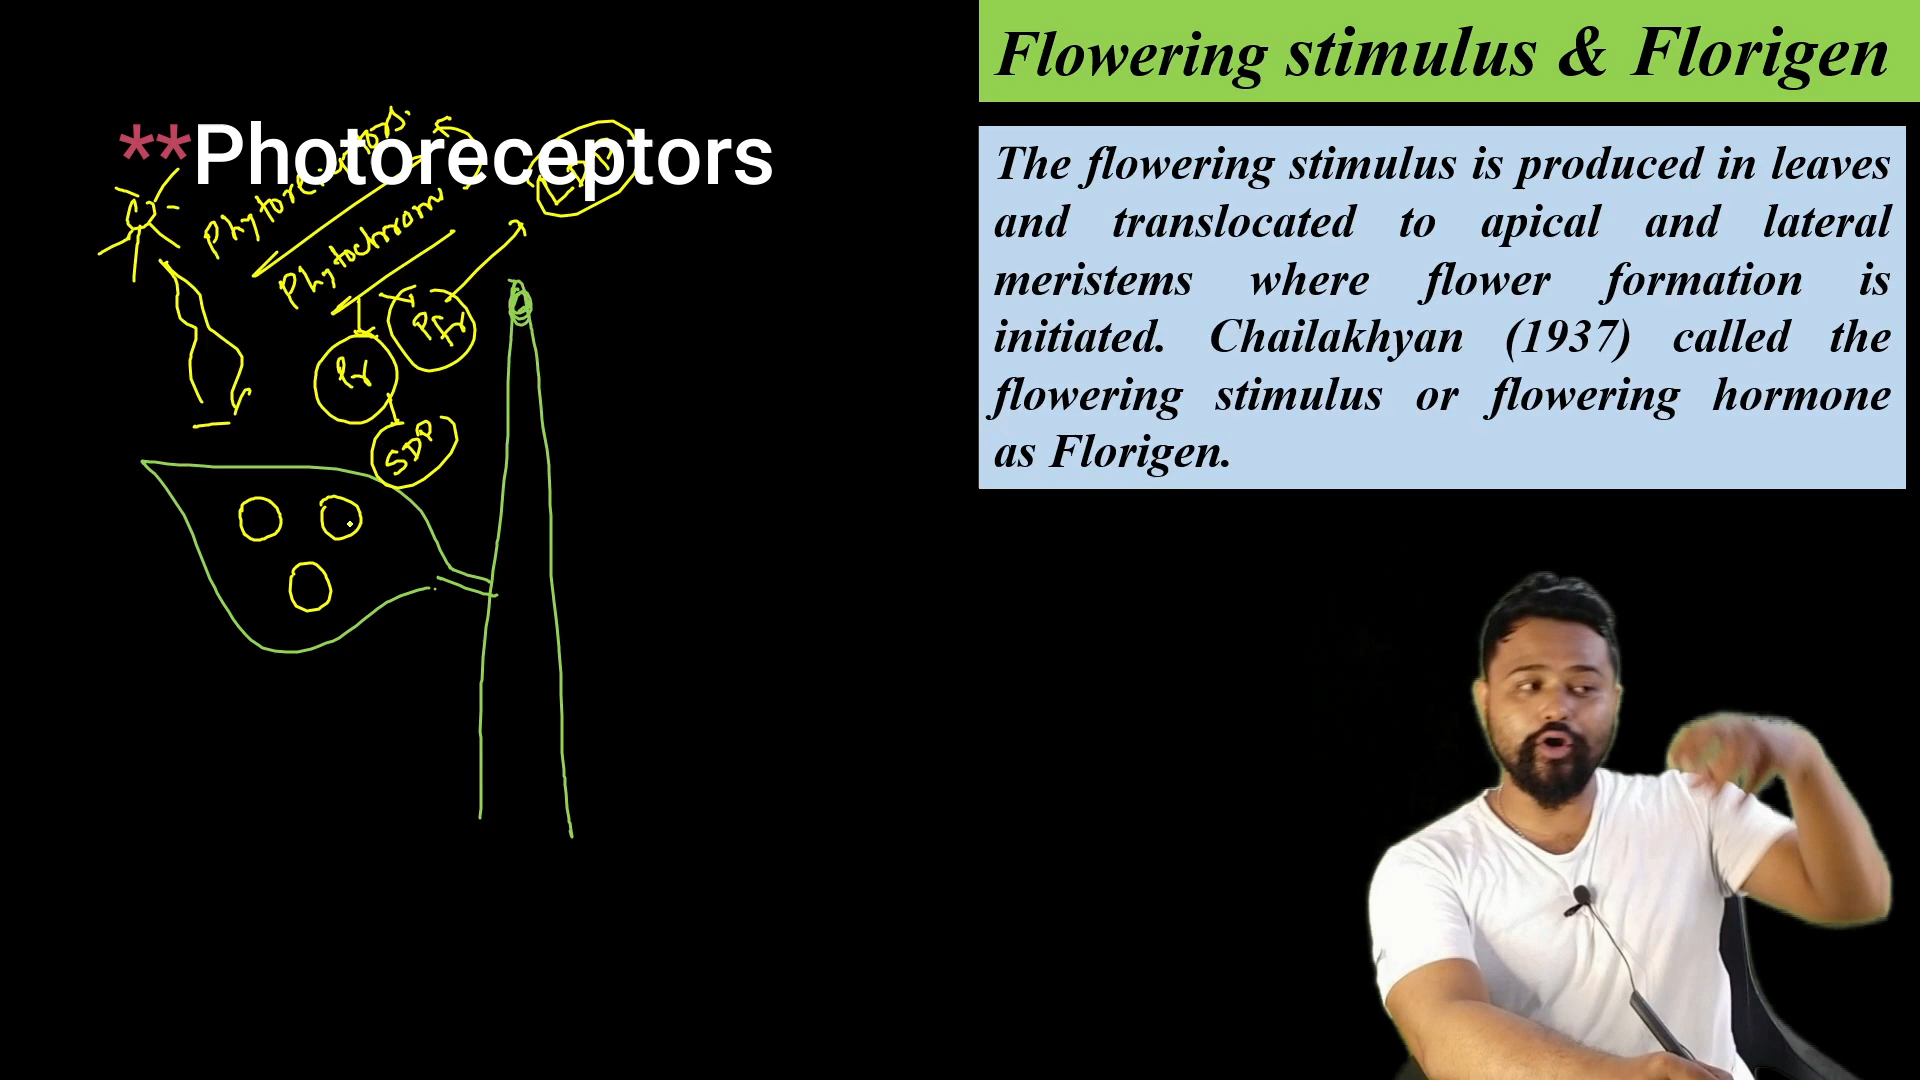 Flowering stimulus & Florigen
**Photoreceptors
Phytochrom
Pfr
Pr
SDP
The flowering stimulus is produced in leaves
and translocated to apical and lateral
meristems where flower formation is
initiated. Chailakhyan (1937) called the
flowering stimulus or flowering hormone
as Florigen.